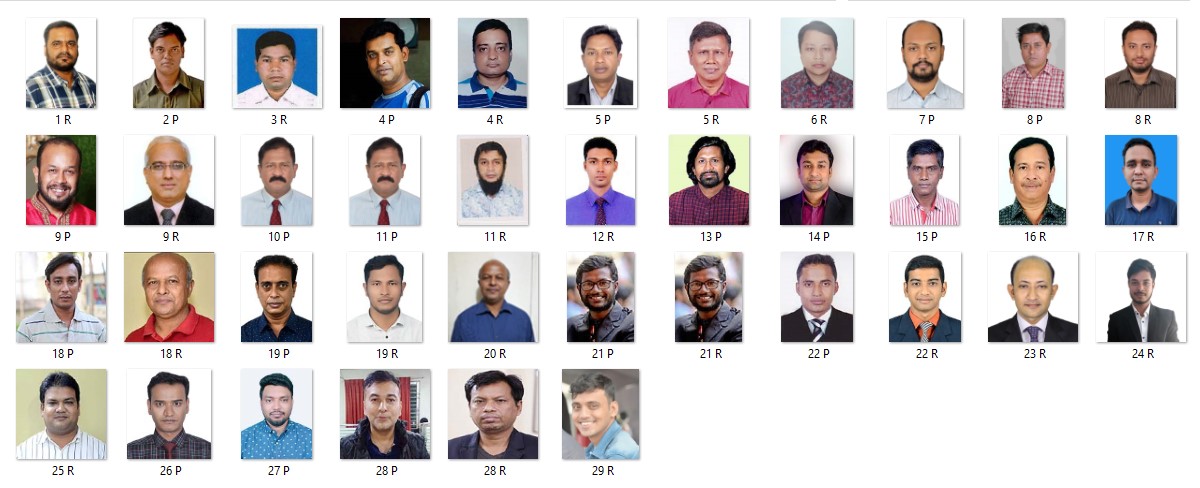 1 R 2 P 3 R 4 P 4 R 5 P 5 R 6 R 7 P 8 P 8 R
9 P 9 R 10 P 11 P 11 R 12 R 13 P 14 P 15 P 16 R 17 R
18 P 18 R 19 P 19 R 20 R 21 P 21 R 22 P 22 R 23 R 24 R
25 R 26 P 27 P 28 P 28 R 29 R